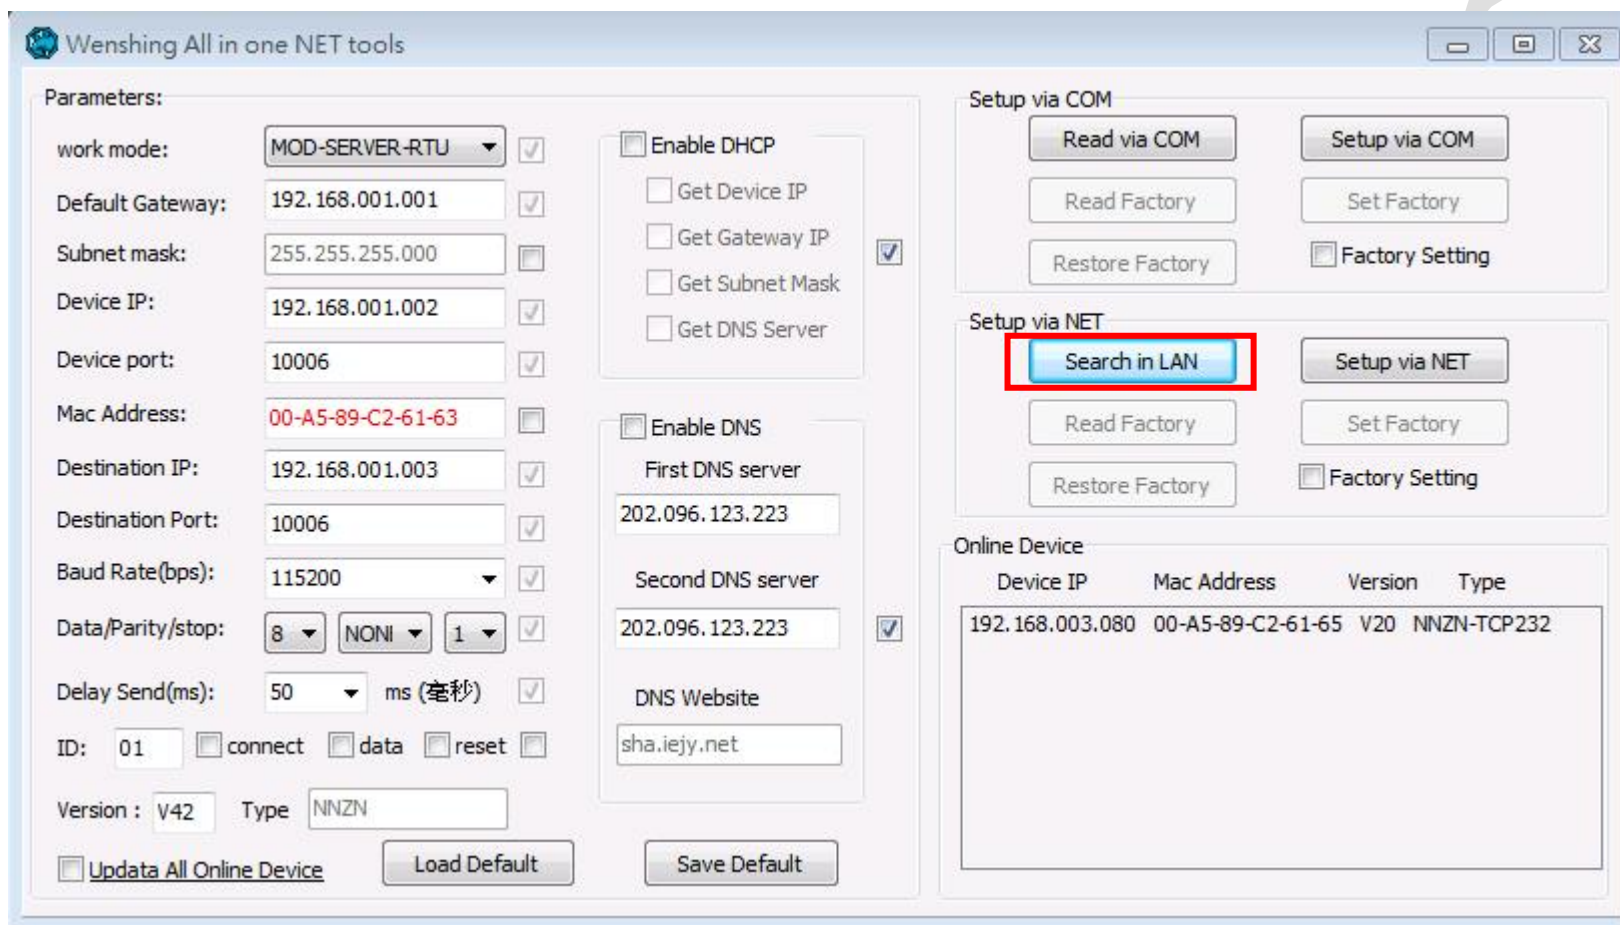 Wenshing All in one NET tools
Parameters:
work mode: MOD-SERVER-RTU
Default Gateway: 192.168.001.001
Subnet mask: 255.255.255.000
Device IP: 192.168.001.002
Device port: 10006
Mac Address: 00-A5-89-C2-61-63
Destination IP: 192.168.001.003
Destination Port: 10006
Baud Rate(bps): 115200
Data/Parity/stop: 8 NONI 1
Delay Send(ms): 50 ms (毫秒)
ID: 01 connect data reset
Version : V42 Type NNZN
Updata All Online Device Load Default Save Default
Enable DHCP
Get Device IP
Get Gateway IP
Get Subnet Mask
Get DNS Server
Enable DNS
First DNS server
202.096.123.223
Second DNS server
202.096.123.223
DNS Website
sha.iejy.net
Setup via COM
Read via COM Setup via COM
Read Factory Set Factory
Restore Factory Factory Setting
Setup via NET
Search in LAN Setup via NET
Read Factory Set Factory
Restore Factory Factory Setting
Online Device
Device IP Mac Address Version Type
192.168.003.080 00-A5-89-C2-61-65 V20 NNZN-TCP232